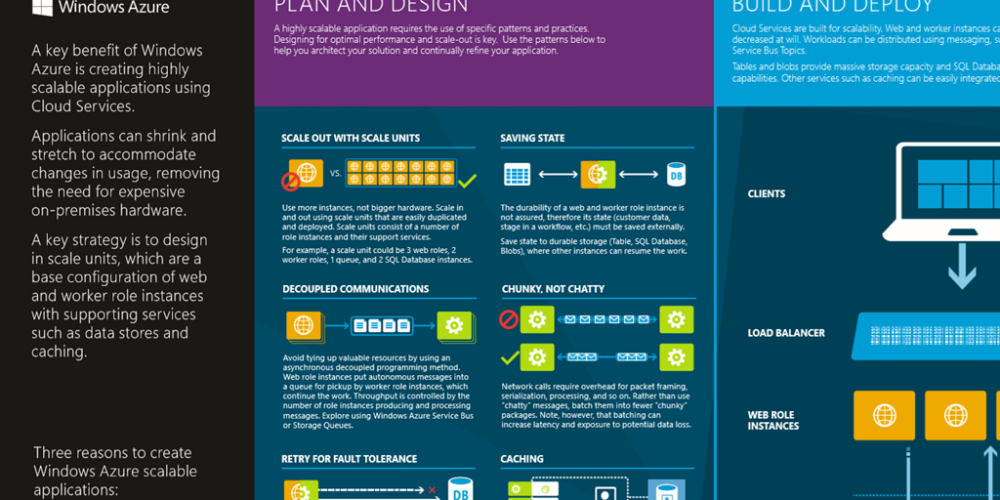 Windows Azure
A key benefit of Windows
Azure is creating highly
scalable applications using
Cloud Services.
Applications can shrink and
stretch to accommodate
changes in usage, removing
the need for expensive
on-premises hardware.
A key strategy is to design
in scale units, which are a
base configuration of web
and worker role instances
with supporting services
such as data stores and
caching.
Three reasons to create
Windows Azure scalable
applications:
PLAN AND DESIGN
A highly scalable application requires the use of specific patterns and practices.
Designing for optimal performance and scale-out is key. Use the patterns below to
help you architect your solution and continually refine your application.
SCALE OUT WITH SCALE UNITS
VS.
Use more instances, not bigger hardware. Scale in
and out using scale units that are easily duplicated
and deployed. Scale units consist of a number of
role instances and their support services.
For example, a scale unit could be 3 web roles, 2
worker roles, 1 queue, and 2 SQL Database instances.
SAVING STATE
DB
The durability of a web and worker role instance is
not assured, therefore its state (customer data,
stage in a workflow, etc.) must be saved externally.
Save state to durable storage (Table, SQL Database,
Blobs), where other instances can resume the work.
DECOUPLED COMMUNICATIONS
Avoid tying up valuable resources by using an
asynchronous decoupled programming method.
Web role instances put autonomous messages into
a queue for pickup by worker role instances, which
continue the work. Throughput is controlled by the
number of role instances producing and processing
messages. Explore using Windows Azure Service Bus
or Storage Queues.
CHUNKY, NOT CHATTY
Network calls require overhead for packet framing,
serialization, processing, and so on. Rather than use
"chatty" messages, batch them into fewer "chunky"
packages. Note, however, that batching can
increase latency and exposure to potential data loss.
RETRY FOR FAULT TOLERANCE
DB
CACHING
BUILD AND DEPLOY
Cloud Services are built for scalability. Web and worker instances
decreased at will. Workloads can be distributed using messaging,
Service Bus Topics.
Tables and blobs provide massive storage capacity and SQL
capabilities. Other services such as caching can be easily integrated
CLIENTS
LOAD BALANCER
WEB ROLE
INSTANCES